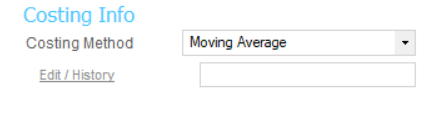 Costing Info
Costing Method Moving Average
Edit / History